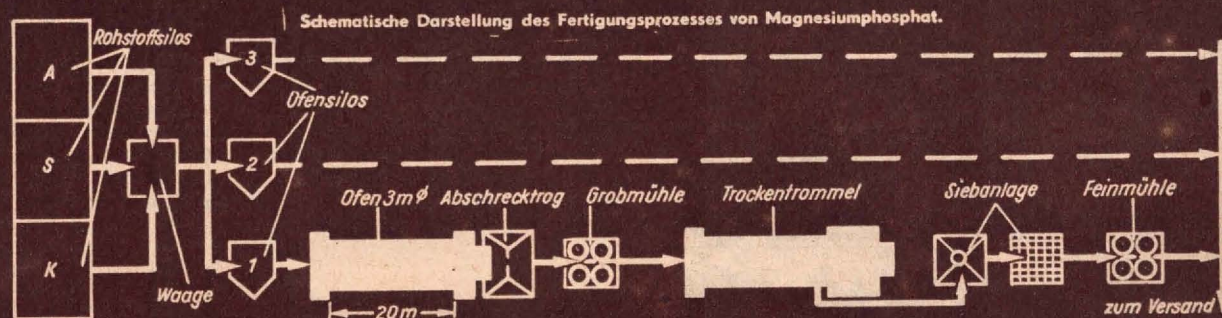 Schematische Darstellung des Fertigungsprozesses von Magnesiumphosphat.
Rohstoffsilos
A
S
K
Waage
3
Ofensilos
2
1
Ofen 3m ϕ
20m
Abschrecktrog
Grobmühle
Trockentrommel
Siebanlage
Feinmühle
zum Versand